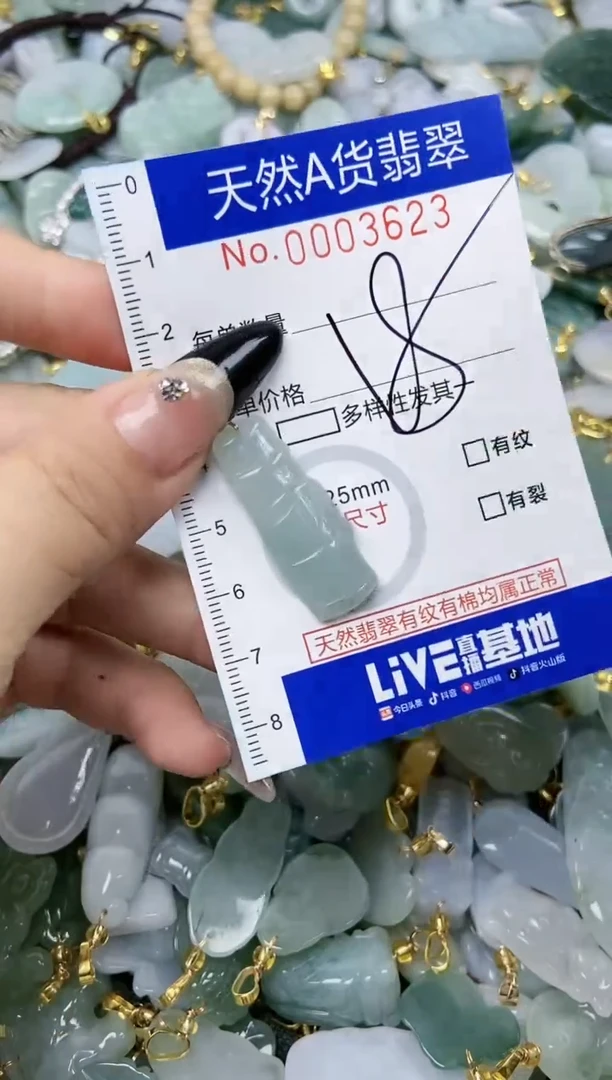 天然A货翡翠
No.0003623
0
1
2
5
6
7
8
每单数量
单价格
18
多样性发其一
25mm
尺寸
有纹
有裂
天然翡翠有纹有棉均属正常
LiVE直播基地
今日头条 抖音 西瓜视频 抖音火山版